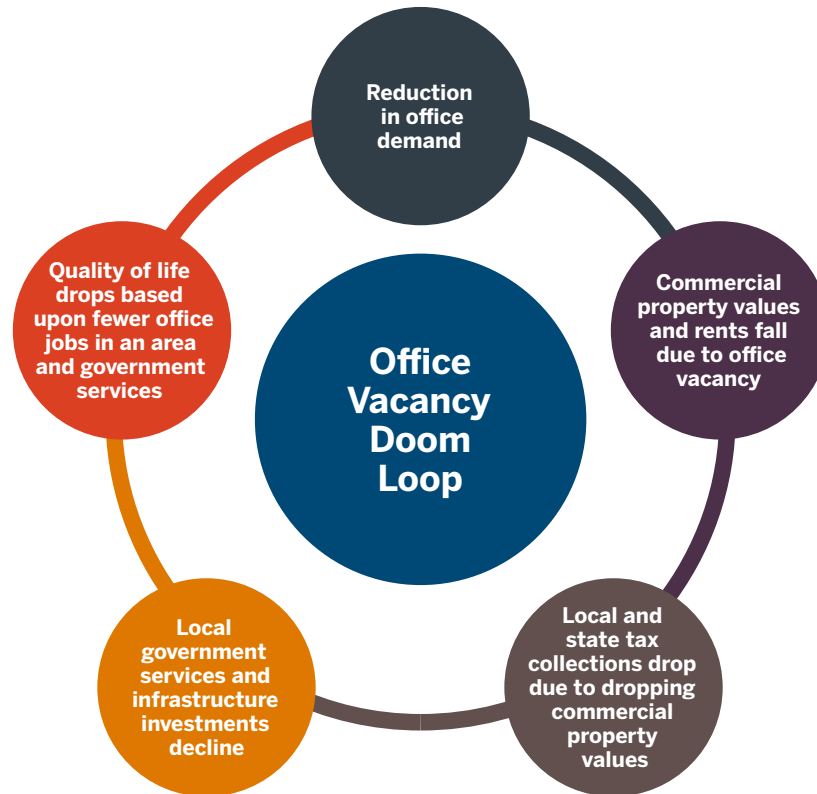 Reduction
in office
demand
Commercial
property values
and rents fall
due to office
vacancy
Local and
state tax
collections drop
due to dropping
commercial
property
values
Local
government
services and
infrastructure
investments
decline
Quality of life
drops based
upon fewer office
jobs in an area
and government
services
Office
Vacancy
Doom
Loop